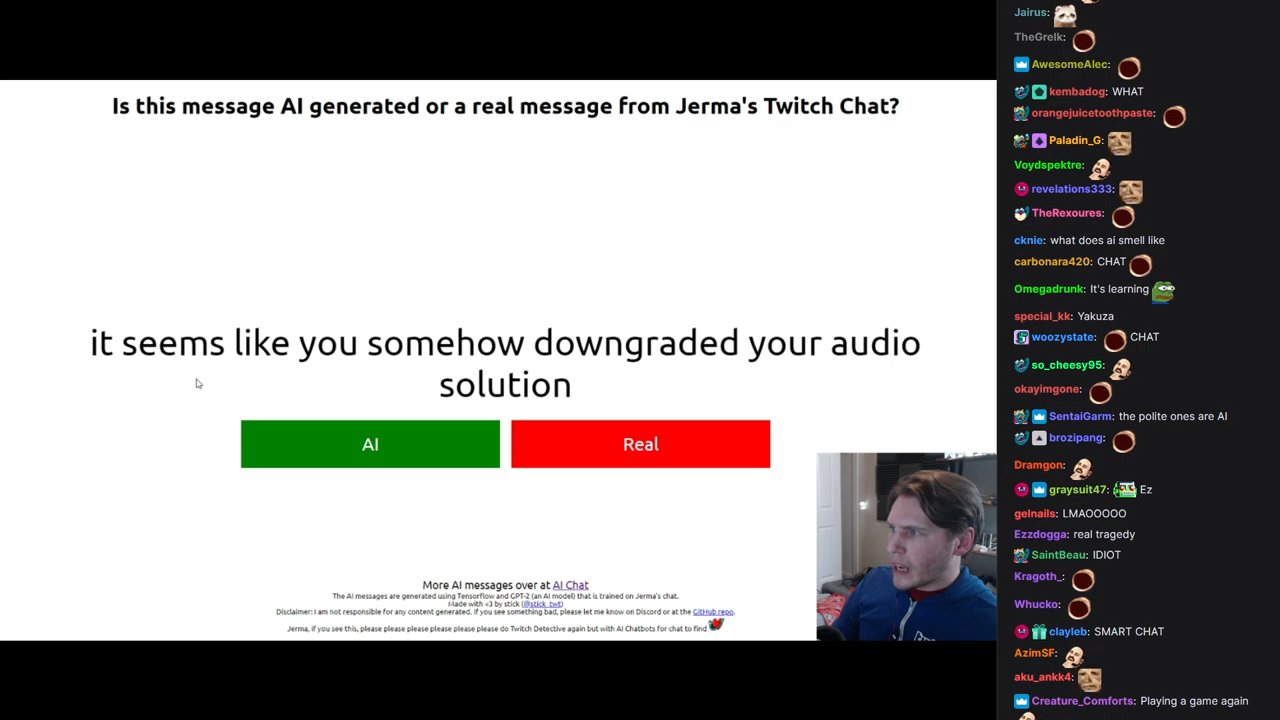 Is this message AI generated or a real message from Jerma's Twitch Chat?
it seems like you somehow downgraded your audio
solution
AI
Real
More AI messages over at AI Chat
The AI messages are generated using Tensorflow and GPT-2 (an AI model) that is trained on Jerma's chat.
Made with <3 by stick (@stick_twt)
Disclaimer: I am not responsible for any content generated. If you see something bad, please let me know on Discord or at the GitHub repo.
Jerma, if you see this, please please please please please do Twitch Detective again but with AI Chatbots for chat to find
Jairus:
TheGrelk:
AwesomeAlec:
kembadog: WHAT
orangejuicetoothpaste:
Paladin_G:
Voydspektre:
revelations333:
TheRexoures:
cknie: what does ai smell like
carbonara420: CHAT
Omegadrunk: It's learning
special_kk: Yakuza
woozystate: CHAT
so_cheesy95:
okayimgone:
SentaiGarm: the polite ones are AI
brozipang:
Dramgon:
graysuit47: Ez
gelnails: LMAOOOOO
Ezzdogga: real tragedy
SaintBeau: IDIOT
Kragoth_:
Whucko:
clayleb: SMART CHAT
AzimSF:
aku_ankk4:
Creature_Comforts: Playing a game again